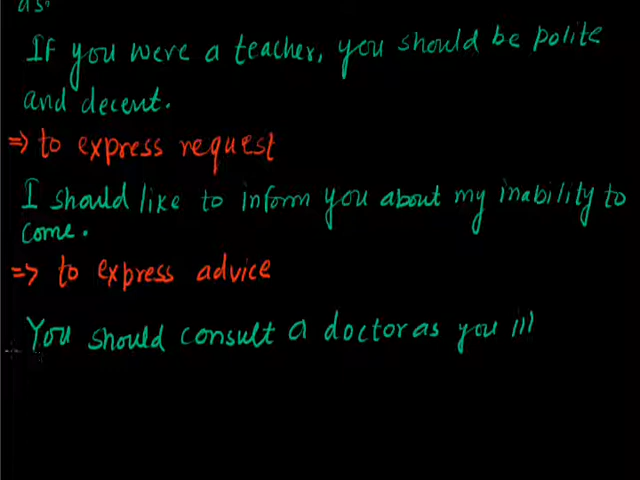 as.
If you were a teacher, you should be polite
and decent.
=> to express request
I should like to inform you about my inability to
come.
=> to express advice
You should consult a doctor as you ill